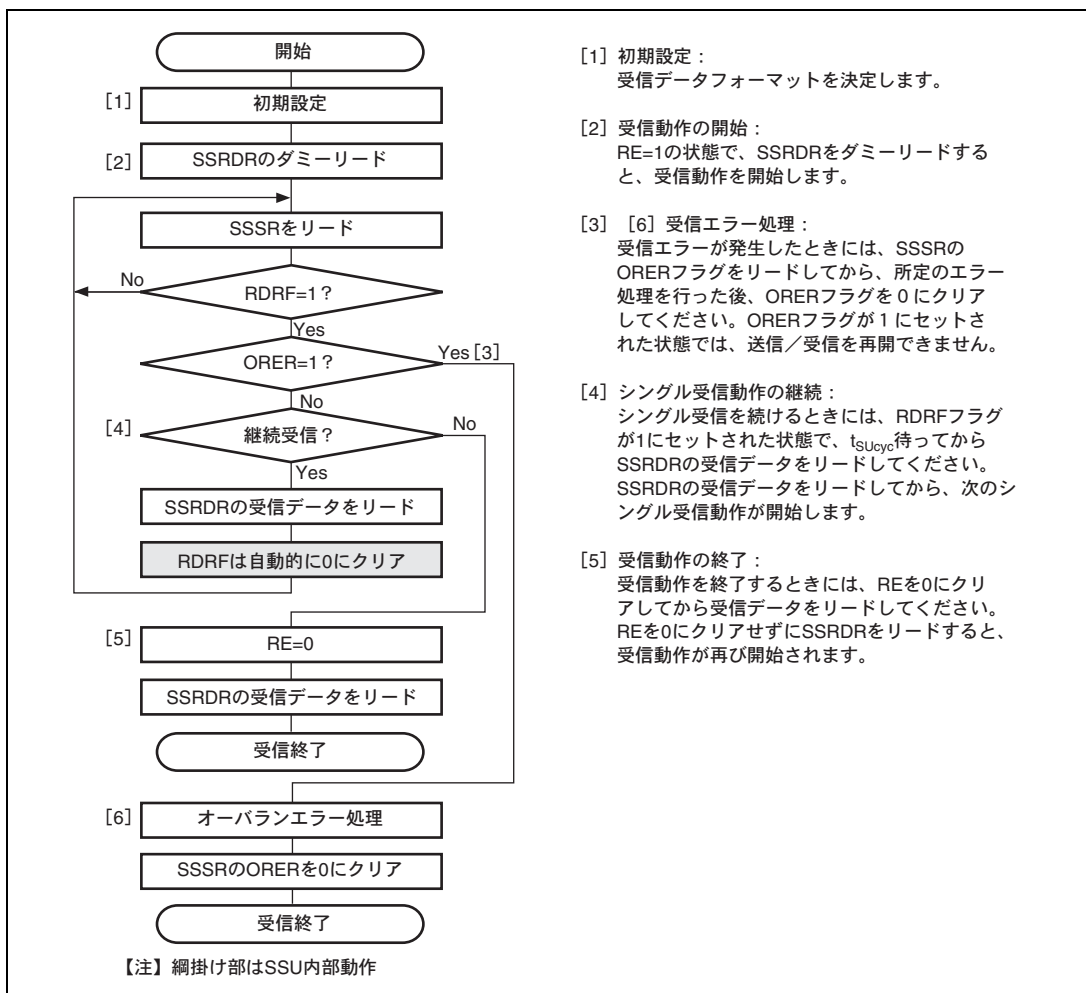 開始
[1] 初期設定
[2] SSRDRのダミーリード
SSSRをリード
No
RDRF=1?
Yes
ORER=1?
Yes [3]
No
[4] 継続受信?
No
Yes
SSRDRの受信データをリード
RDRFは自動的に0にクリア
[5] RE=0
SSRDRの受信データをリード
受信終了
[6] オーバランエラー処理
SSSRのORERを0にクリア
受信終了
【注】網掛け部はSSU内部動作
[1] 初期設定:
受信データフォーマットを決定します。
[2] 受信動作の開始:
RE=1の状態で、SSRDRをダミーリードする
と、受信動作を開始します。
[3] [6] 受信エラー処理:
受信エラーが発生したときには、SSSRの
ORERフラグをリードしてから、所定のエラー
処理を行った後、ORERフラグを0にクリア
してください。ORERフラグが1にセットさ
れた状態では、送信/受信を再開できません。
[4] シングル受信動作の継続:
シングル受信を続けるときには、RDRFフラグ
が1にセットされた状態で、tSUcyc待ってから
SSRDRの受信データをリードしてください。
SSRDRの受信データをリードしてから、次のシ
ングル受信動作が開始します。
[5] 受信動作の終了:
受信動作を終了するときには、REを0にクリ
アしてから受信データをリードしてください。
REを0にクリアせずにSSRDRをリードすると、
受信動作が再び開始されます。